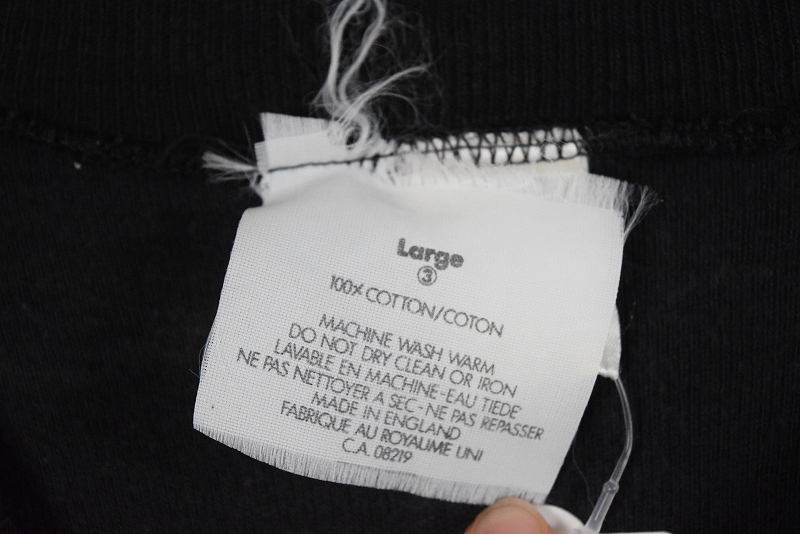 Large
③
100% COTTON/COTON
MACHINE WASH WARM
DO NOT DRY CLEAN OR IRON
LAVABLE EN MACHINE-EAU TIEDE
NE PAS NETTOYER A SEC-NE PAS REPASSER
MADE IN ENGLAND
FABRIQUE AU ROYAUME UNI
C.A. 08219